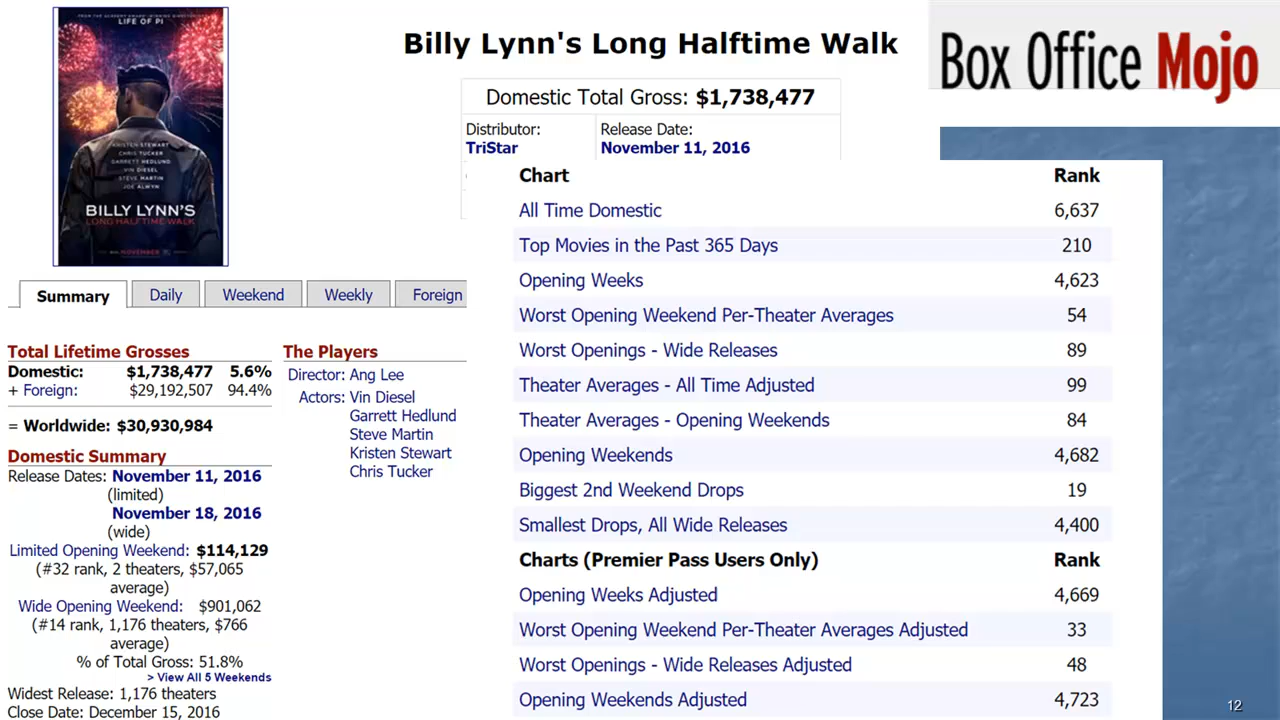 FROM THE ACADEMY AWARD WINNING DIRECTOR OF
LIFE OF PI
KRISTEN STEWART
CHRIS TUCKER
GARRETT HEDLUND
VIN DIESEL
STEVE MARTIN
JOE ALWYN
BILLY LYNN'S
LONG HALFTIME WALK
NOVEMBER
Billy Lynn's Long Halftime Walk
Box Office Mojo
Domestic Total Gross: $1,738,477
Distributor:
TriStar
Release Date:
November 11, 2016
Summary
Daily
Weekend
Weekly
Foreign
Total Lifetime Grosses
Domestic: $1,738,477 5.6%
+ Foreign: $29,192,507 94.4%
= Worldwide: $30,930,984
Domestic Summary
Release Dates: November 11, 2016
(limited)
November 18, 2016
(wide)
Limited Opening Weekend: $114,129
(#32 rank, 2 theaters, $57,065
average)
Wide Opening Weekend: $901,062
(#14 rank, 1,176 theaters, $766
average)
% of Total Gross: 51.8%
> View All 5 Weekends
Widest Release: 1,176 theaters
Close Date: December 15, 2016
The Players
Director: Ang Lee
Actors: Vin Diesel
Garrett Hedlund
Steve Martin
Kristen Stewart
Chris Tucker
Chart Rank
All Time Domestic 6,637
Top Movies in the Past 365 Days 210
Opening Weeks 4,623
Worst Opening Weekend Per-Theater Averages 54
Worst Openings - Wide Releases 89
Theater Averages - All Time Adjusted 99
Theater Averages - Opening Weekends 84
Opening Weekends 4,682
Biggest 2nd Weekend Drops 19
Smallest Drops, All Wide Releases 4,400
Charts (Premier Pass Users Only) Rank
Opening Weeks Adjusted 4,669
Worst Opening Weekend Per-Theater Averages Adjusted 33
Worst Openings - Wide Releases Adjusted 48
Opening Weekends Adjusted 4,723
12